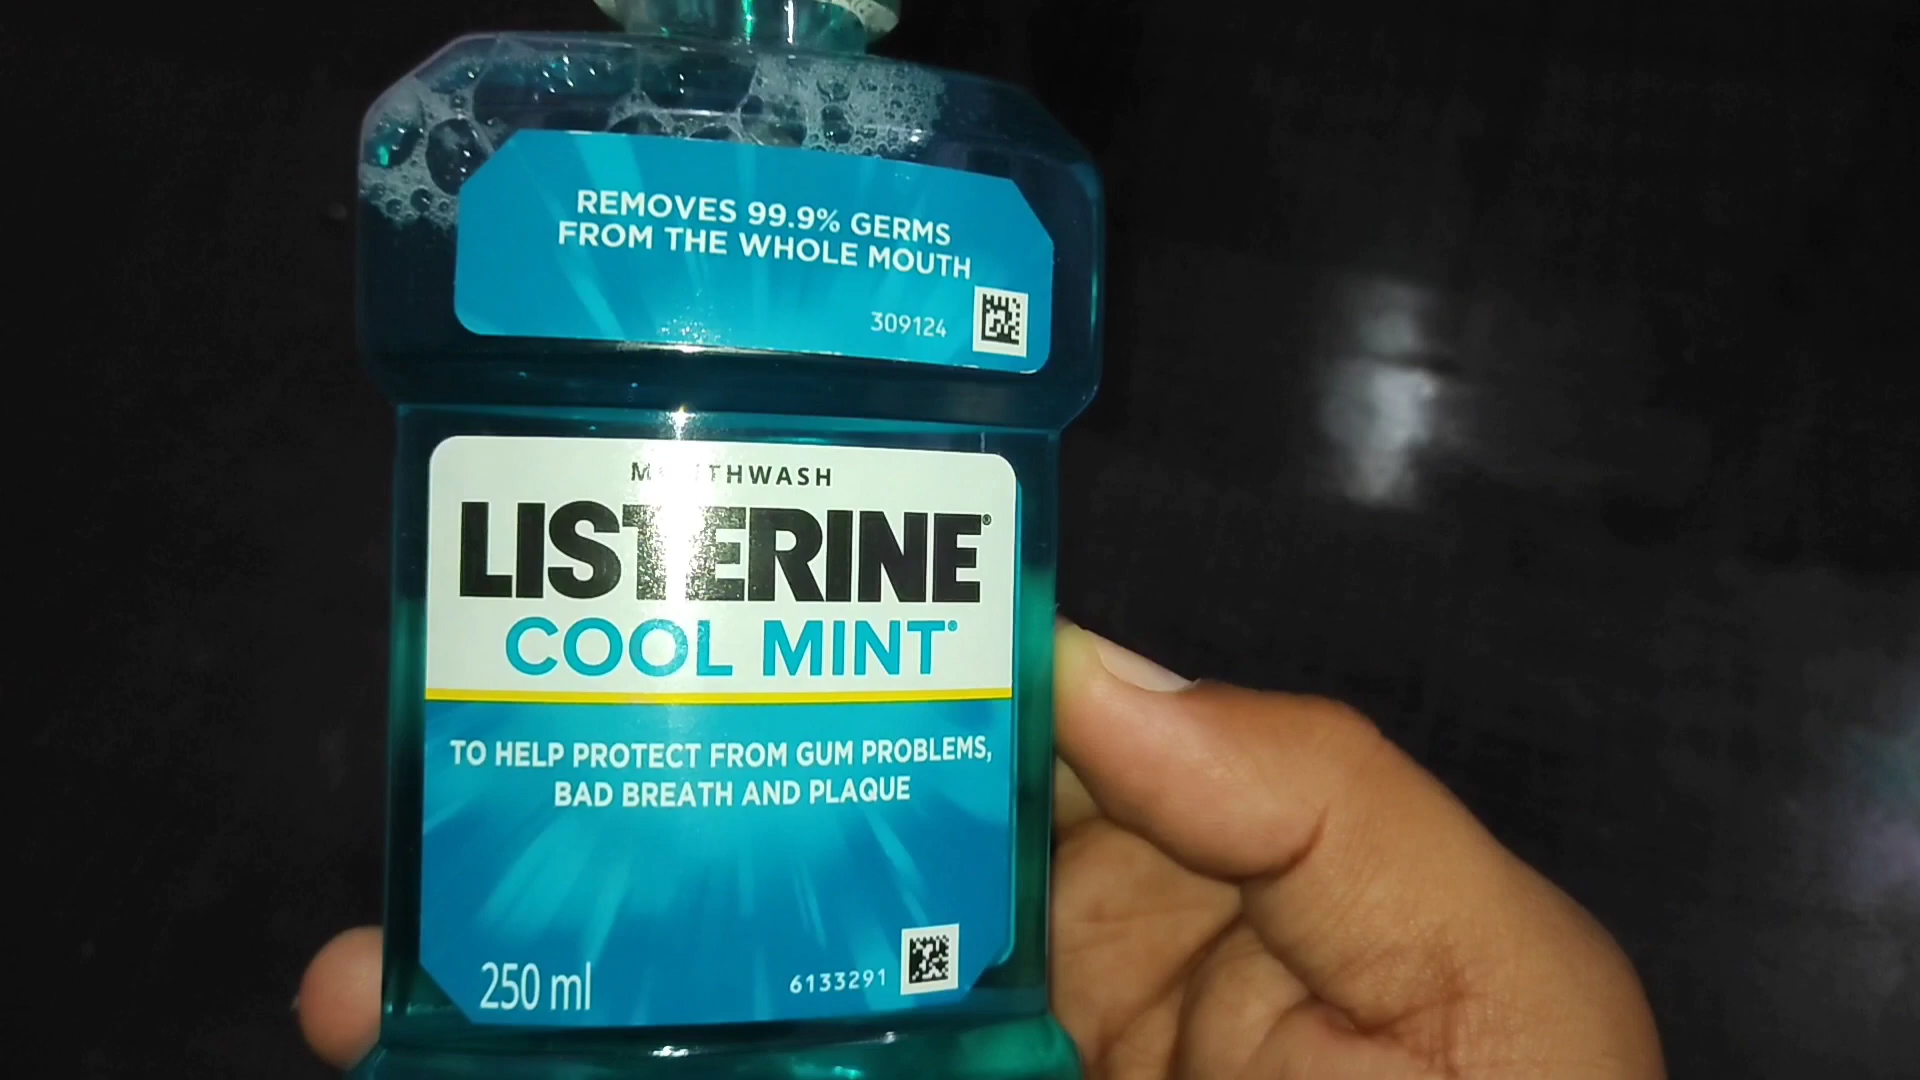 REMOVES 99.9% GERMS
FROM THE WHOLE MOUTH
309124
MOUTHWASH
LISTERINE®
COOL MINT®
TO HELP PROTECT FROM GUM PROBLEMS,
BAD BREATH AND PLAQUE
250 ml
6133291